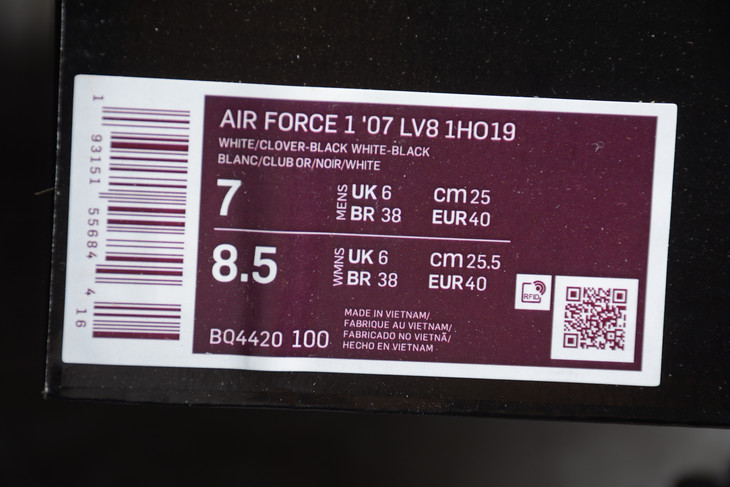 1 93151 55684 4 16
AIR FORCE 1 '07 LV8 1HO19
WHITE/CLOVER-BLACK WHITE-BLACK
BLANC/CLUB OR/NOIR/WHITE
7
MENS
UK 6 cm 25
BR 38 EUR 40
8.5
WMNS
UK 6 cm 25.5
BR 38 EUR 40
RFID
BQ4420 100
MADE IN VIETNAM/
FABRIQUE AU VIETNAM/
FABRICADO NO VIETNÃ/
HECHO EN VIETNAM